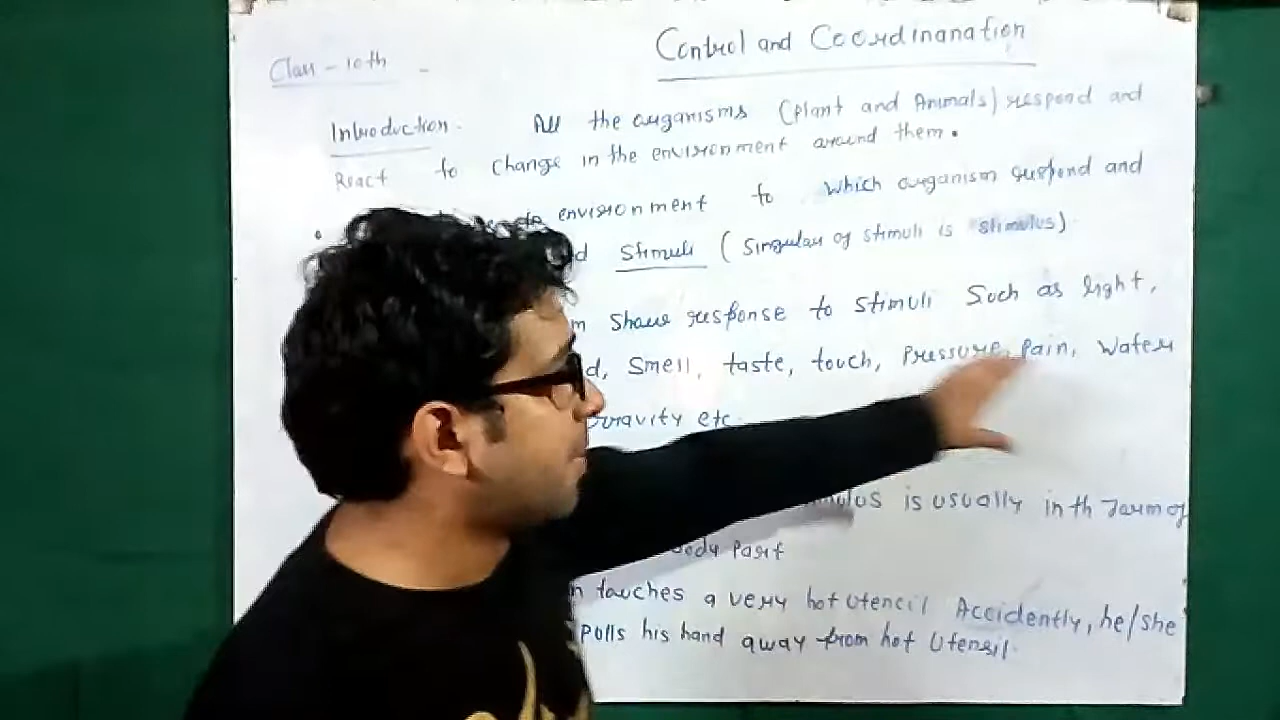 Control and Coordinanation
Class - 10th -
Introduction. All the organisms (Plant and Animals) respond and
React to change in the environment around them.
environment to which organism suspond and
Stimuli (Singular of stimuli is "stimulus).
show response to stimuli Such as light,
d, Smell, taste, touch, Pressure, Pain, Water
Gravity etc
is usually in th Form of
Body Part
touches a very hot Utencil Accidently, he/she
Pulls his hand away from hot Utensil.